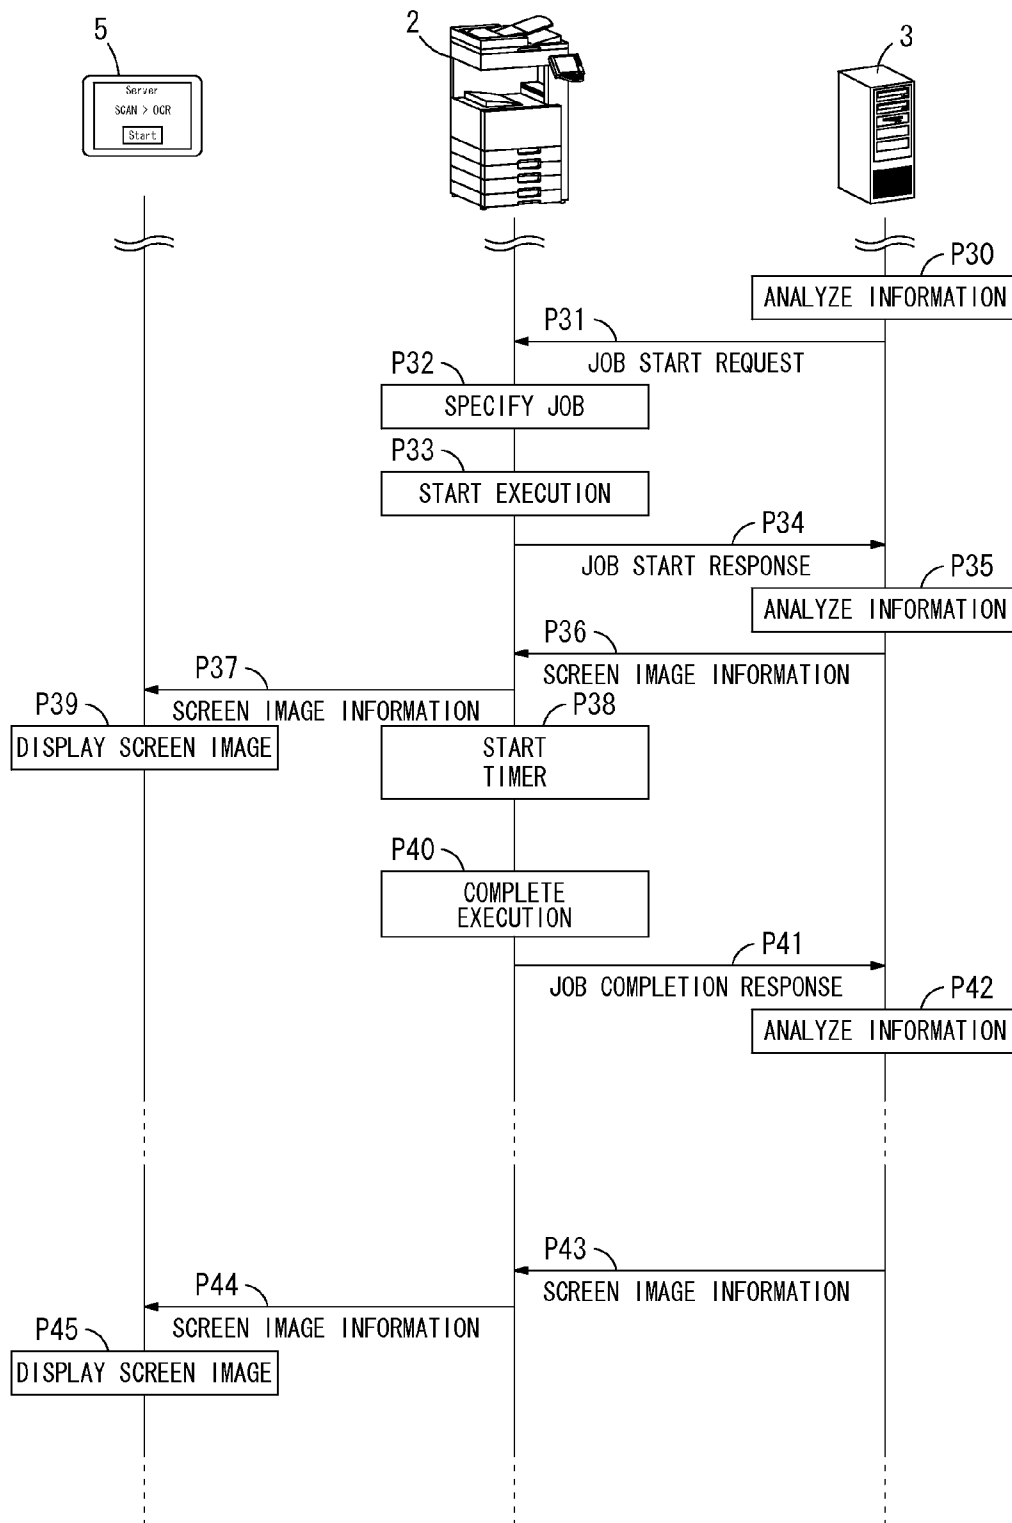 5
2
3
Server
SCAN > OCR
Start
P30
ANALYZE INFORMATION
P31
JOB START REQUEST
P32
SPECIFY JOB
P33
START EXECUTION
P34
JOB START RESPONSE
P35
ANALYZE INFORMATION
P36
SCREEN IMAGE INFORMATION
P37
SCREEN IMAGE INFORMATION
P38
START
TIMER
P39
DISPLAY SCREEN IMAGE
P40
COMPLETE
EXECUTION
P41
JOB COMPLETION RESPONSE
P42
ANALYZE INFORMATION
P43
SCREEN IMAGE INFORMATION
P44
SCREEN IMAGE INFORMATION
P45
DISPLAY SCREEN IMAGE